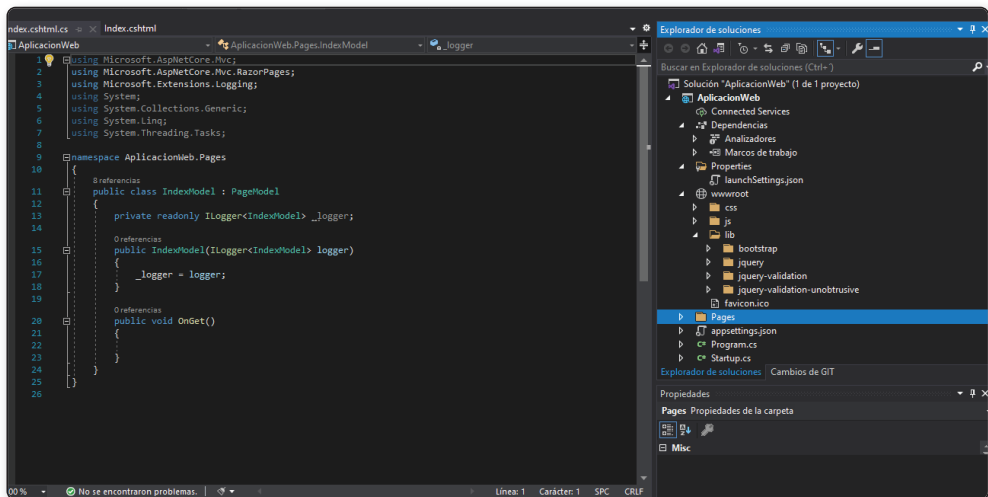 ndex.cshtml.cs
Index.cshtml
AplicacionWeb
AplicacionWeb.Pages.IndexModel
_logger
1 using Microsoft.AspNetCore.Mvc;
2 using Microsoft.AspNetCore.Mvc.RazorPages;
3 using Microsoft.Extensions.Logging;
4 using System;
5 using System.Collections.Generic;
6 using System.Linq;
7 using System.Threading.Tasks;
8
9 namespace AplicacionWeb.Pages
10 {
8 referencias
11 public class IndexModel : PageModel
12 {
13 private readonly ILogger<IndexModel> _logger;
14
0 referencias
15 public IndexModel(ILogger<IndexModel> logger)
16 {
17 _logger = logger;
18 }
19
0 referencias
20 public void OnGet()
21 {
22
23 }
24 }
25 }
26
00 %
No se encontraron problemas.
Línea: 1 Carácter: 1 SPC CRLF
Explorador de soluciones
Buscar en Explorador de soluciones (Ctrl+´)
Solución "AplicacionWeb" (1 de 1 proyecto)
AplicacionWeb
Connected Services
Dependencias
Analizadores
Marcos de trabajo
Properties
launchSettings.json
wwwroot
css
js
lib
bootstrap
jquery
jquery-validation
jquery-validation-unobtrusive
favicon.ico
Pages
appsettings.json
C# Program.cs
C# Startup.cs
Explorador de soluciones Cambios de GIT
Propiedades
Pages Propiedades de la carpeta
Misc